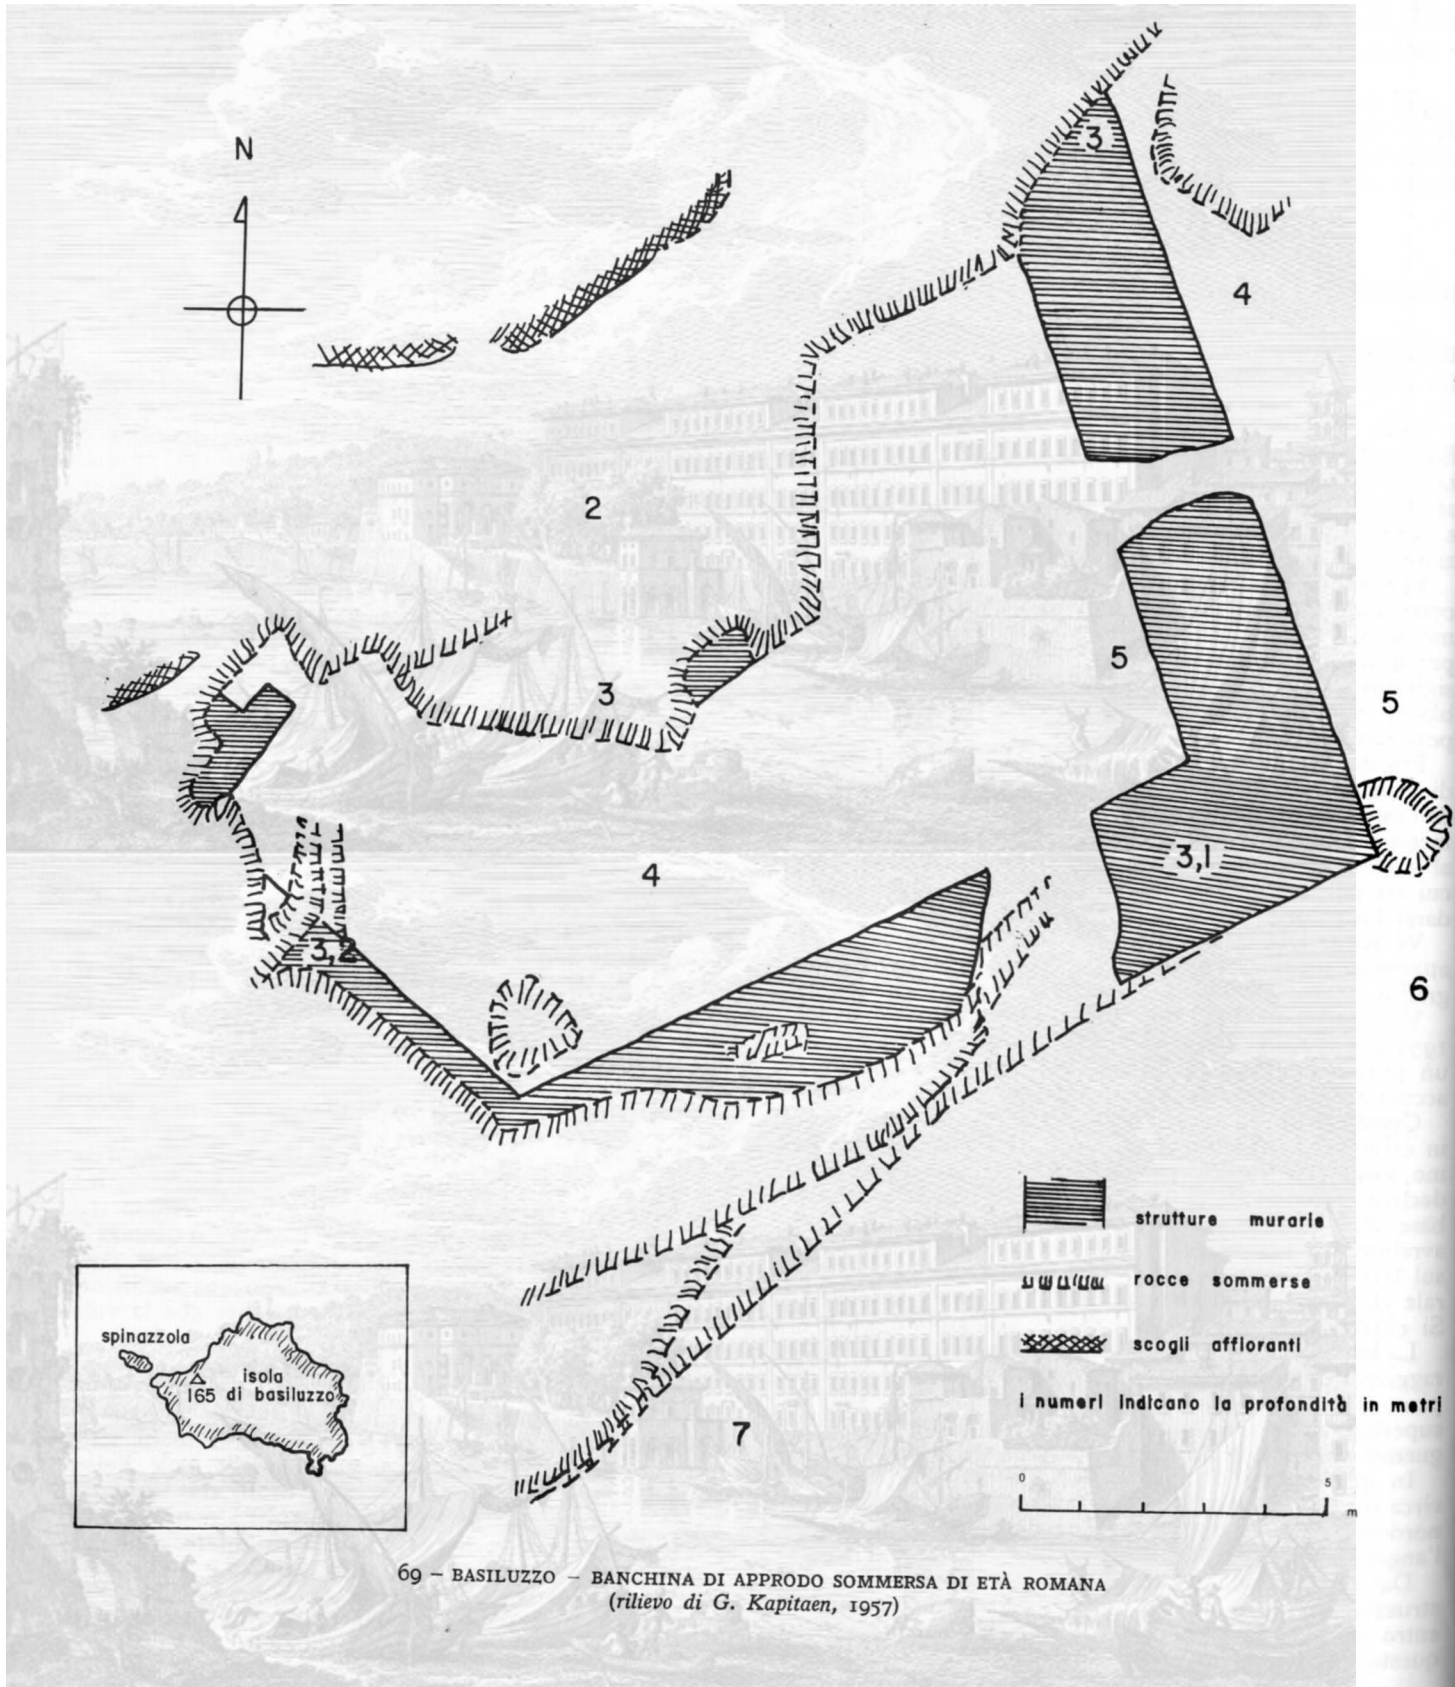 N
3
4
2
5
3
5
4
3,1
3,2
6
strutture murarie
rocce sommerse
scogli affioranti
i numeri indicano la profondità in metri
7
0 5
m
spinazzola
isola
165 di basiluzzo
69 – BASILUZZO – BANCHINA DI APPRODO SOMMERSA DI ETÀ ROMANA
(rilievo di G. Kapitaen, 1957)